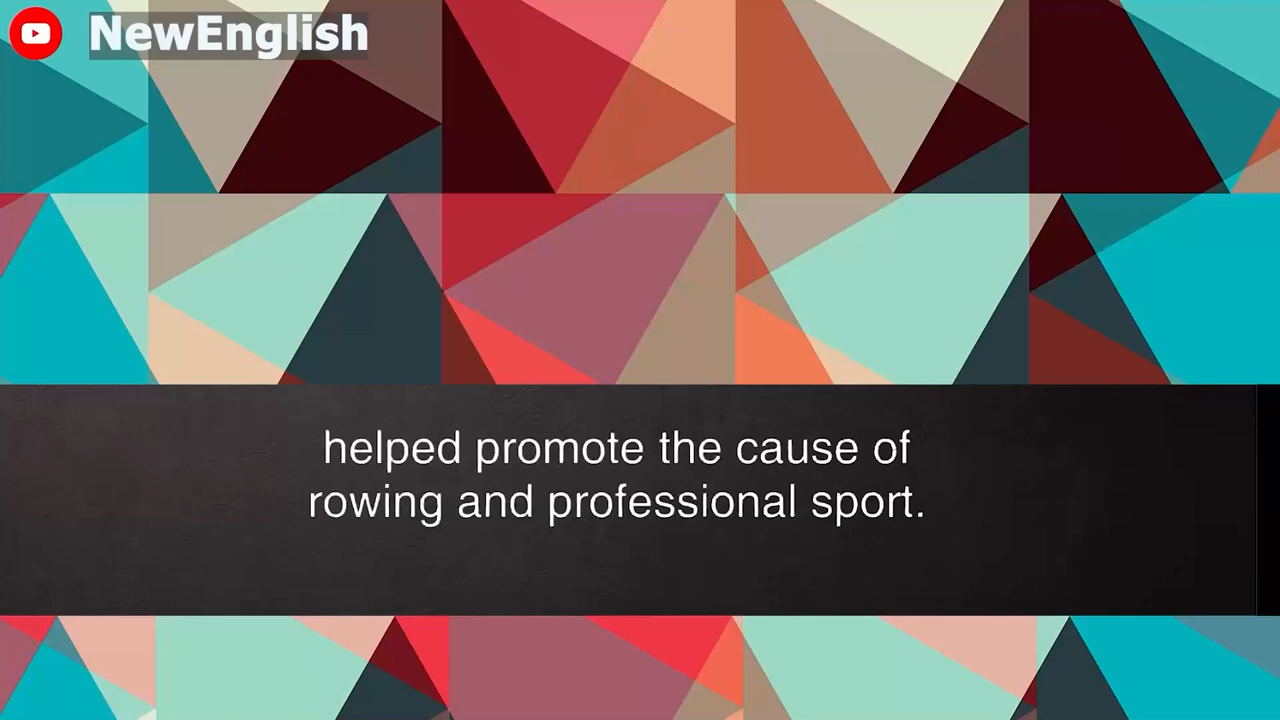 NewEnglish
helped promote the cause of
rowing and professional sport.